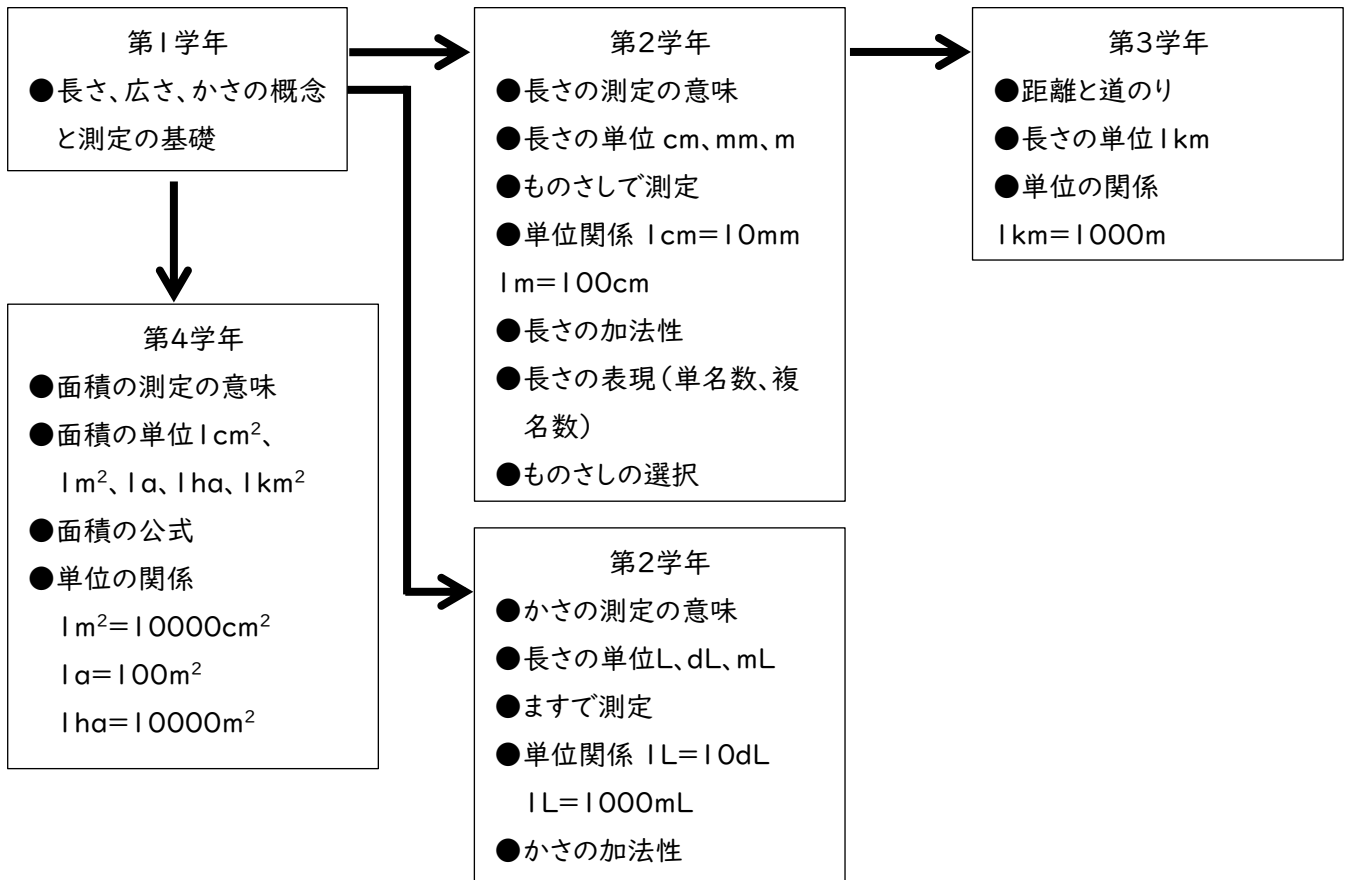 第1学年
●長さ、広さ、かさの概念
と測定の基礎
第2学年
●長さの測定の意味
●長さの単位 cm、mm、m
●ものさしで測定
●単位関係 1cm=10mm
1m=100cm
●長さの加法性
●長さの表現(単名数、複
名数)
●ものさしの選択
第3学年
●距離と道のり
●長さの単位1km
●単位の関係
1km=1000m
第4学年
●面積の測定の意味
●面積の単位1cm²、
1m²、1a、1ha、1km²
●面積の公式
●単位の関係
1m²=10000cm²
1a=100m²
1ha=10000m²
第2学年
●かさの測定の意味
●長さの単位L、dL、mL
●ますで測定
●単位関係 1L=10dL
1L=1000mL
●かさの加法性